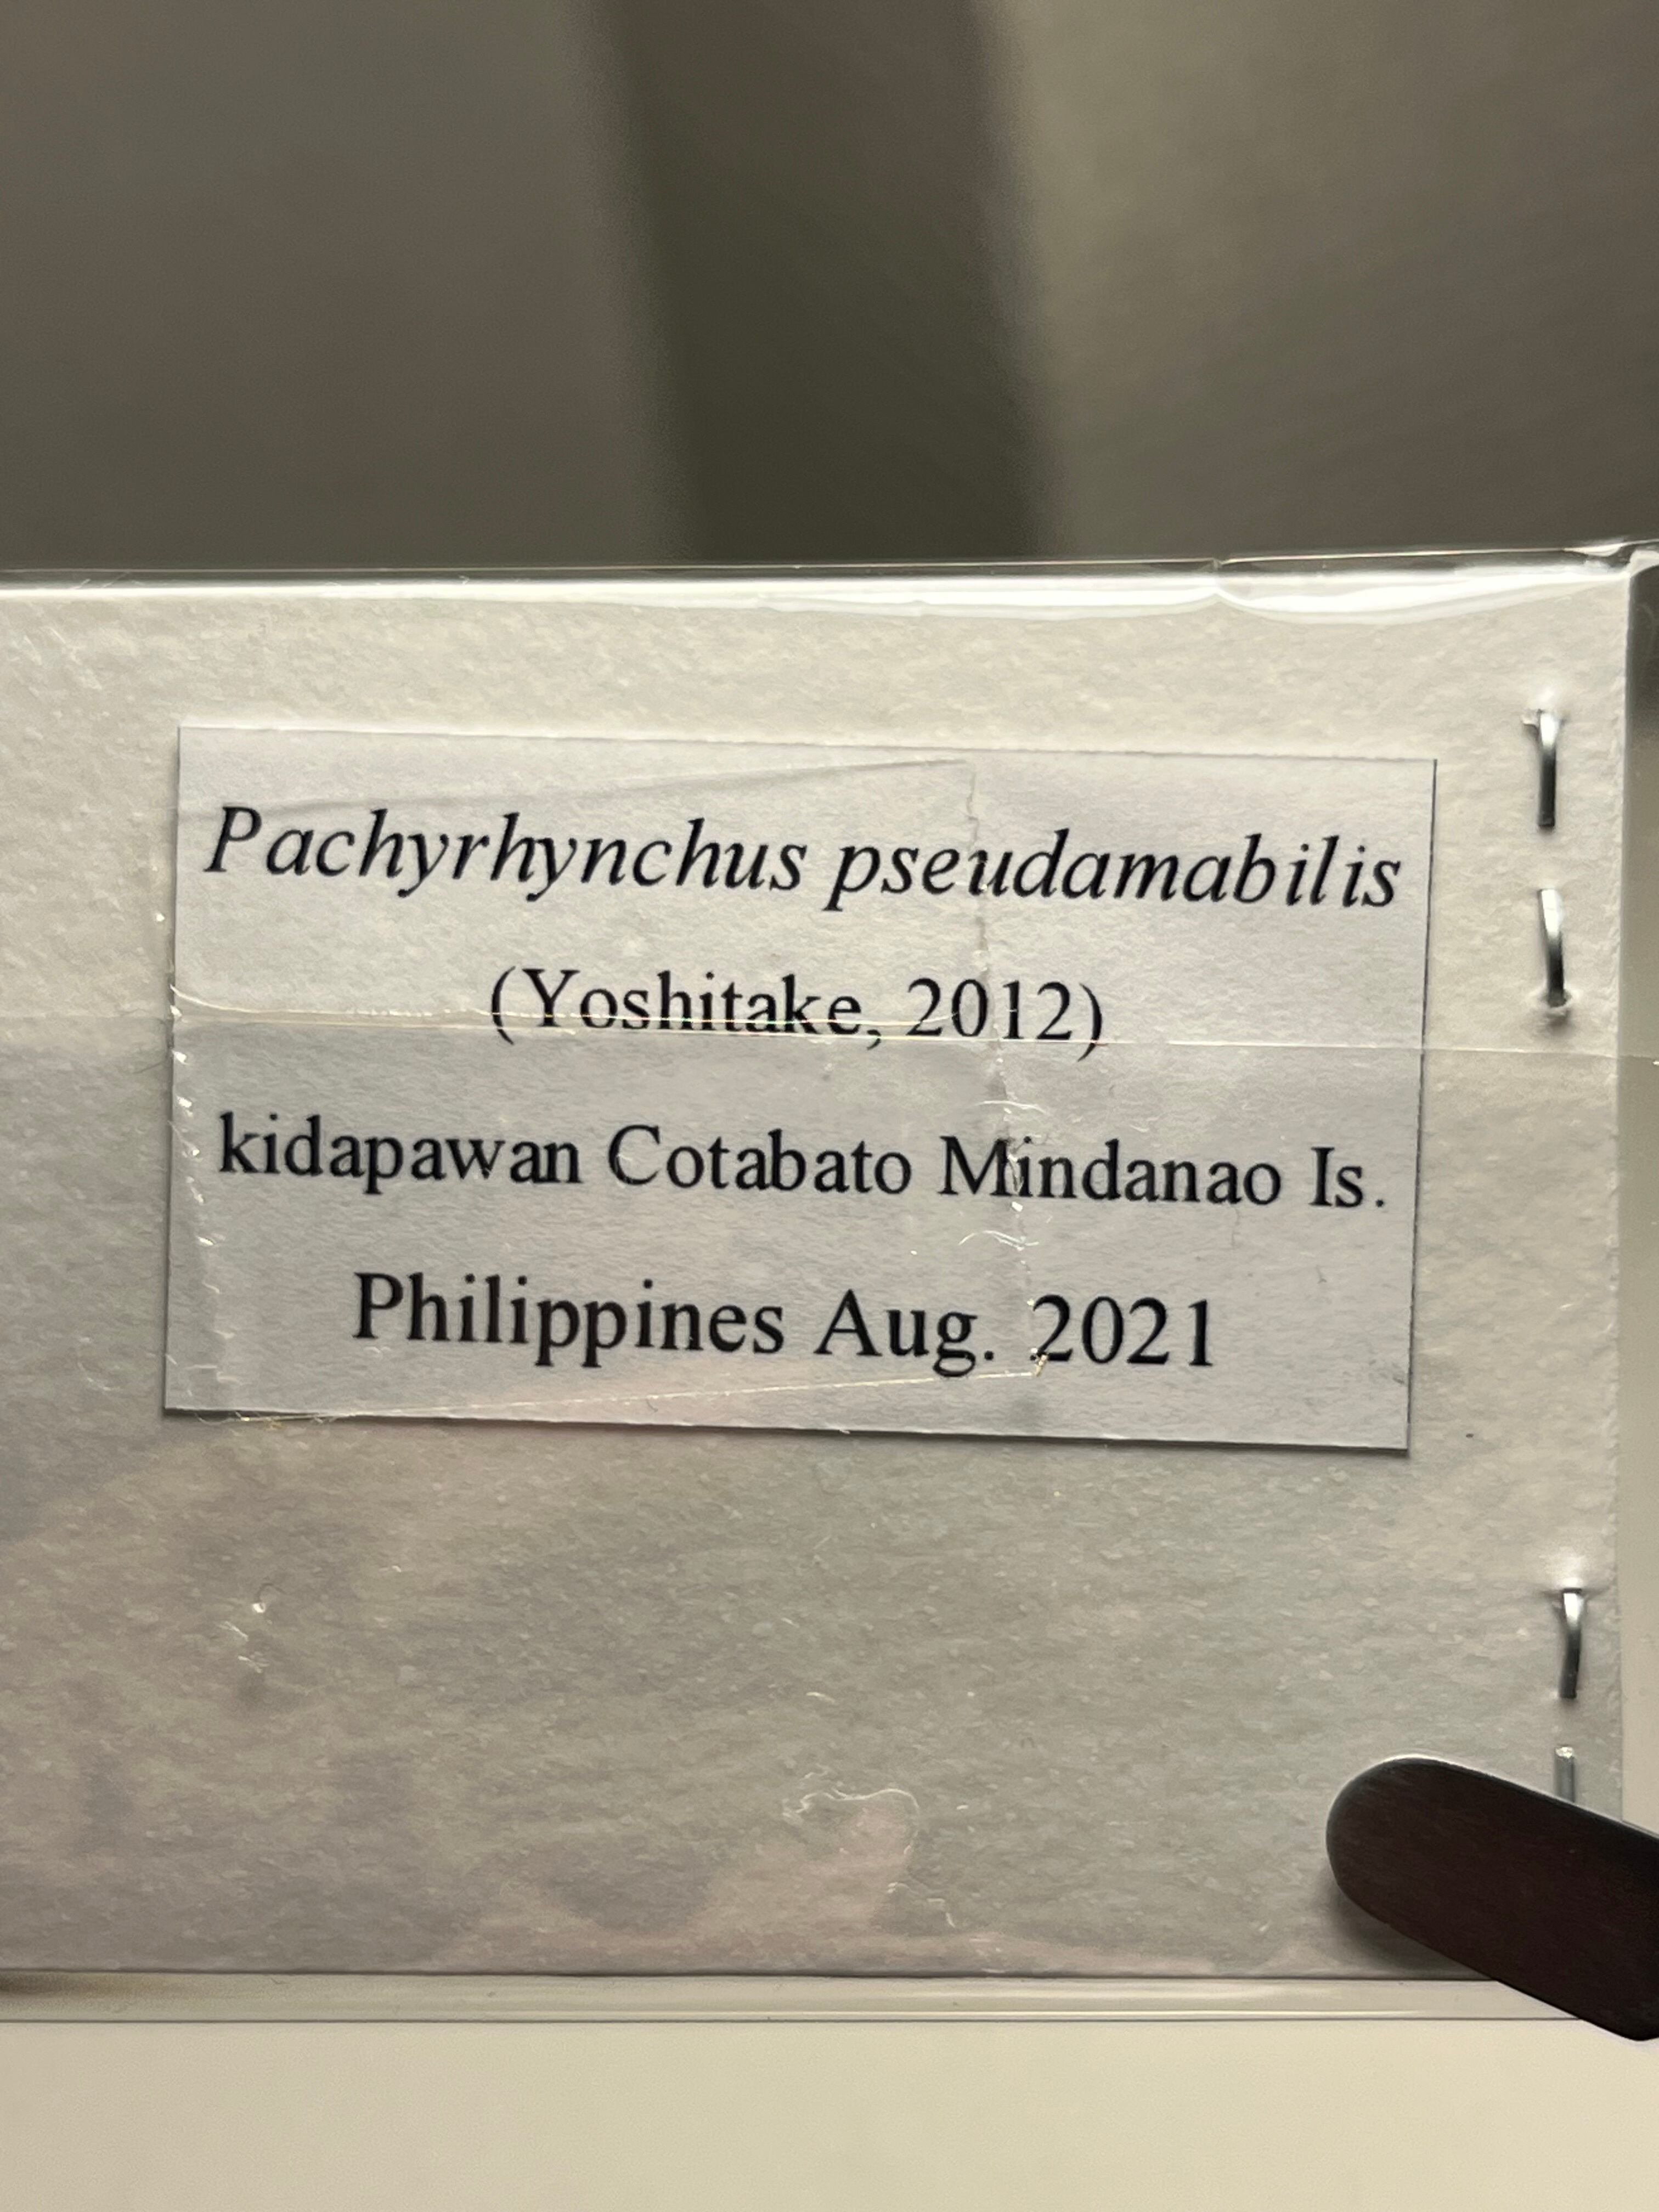 Pachyrhynchus pseudamabilis
(Yoshitake, 2012)
kidapawan Cotabato Mindanao Is.
Philippines Aug. 2021